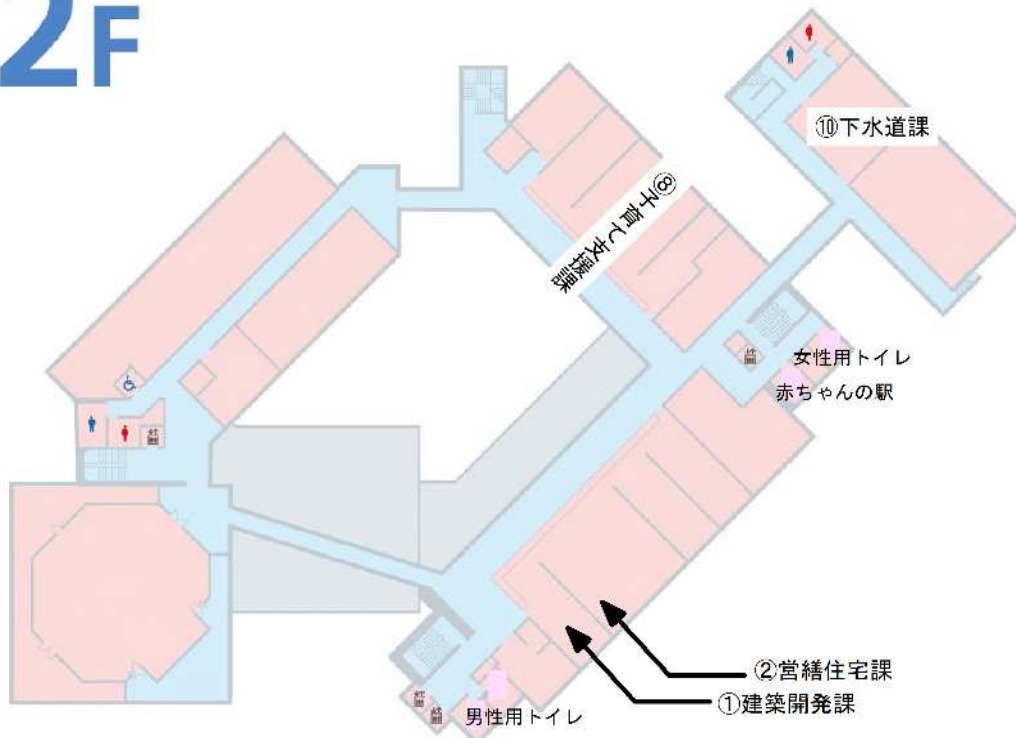 2F
⑩下水道課
⑧子育て支援課
女性用トイレ
赤ちゃんの駅
②営繕住宅課
①建築開発課
男性用トイレ